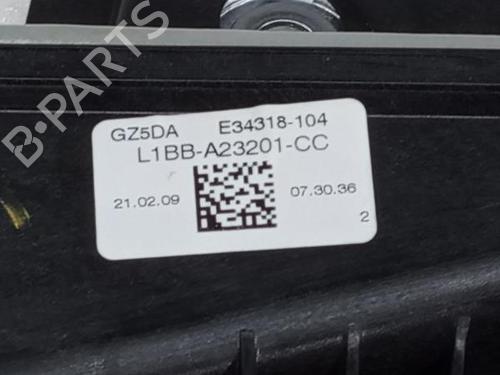 GZ5DA E34318-104
L1BB-A23201-CC
21.02.09 07.30.36
2
B-PARTS